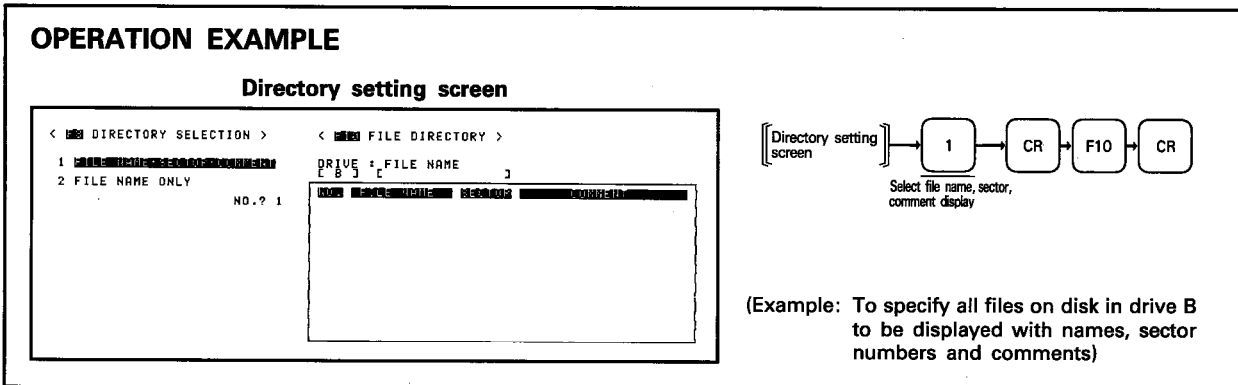 OPERATION EXAMPLE
Directory setting screen
< F8 DIRECTORY SELECTION >
1 FILE NAME·SECTOR·COMMENT
2 FILE NAME ONLY
NO.? 1
< F10 FILE DIRECTORY >
DRIVE : FILE NAME
[ B ] [ ]
NO. FILE NAME SECTOR COMMENT
[Directory setting
screen]
1
CR
F10
CR
Select file name, sector,
comment display
(Example: To specify all files on disk in drive B
to be displayed with names, sector
numbers and comments)